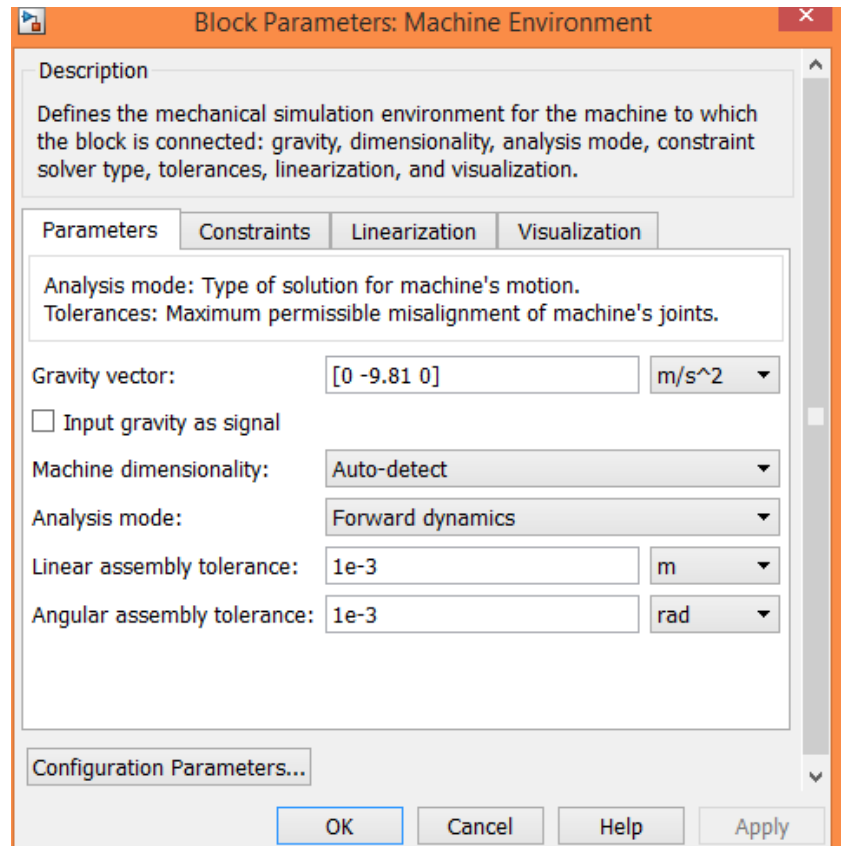 Block Parameters: Machine Environment
Description
Defines the mechanical simulation environment for the machine to which
the block is connected: gravity, dimensionality, analysis mode, constraint
solver type, tolerances, linearization, and visualization.
Parameters Constraints Linearization Visualization
Analysis mode: Type of solution for machine's motion.
Tolerances: Maximum permissible misalignment of machine's joints.
Gravity vector: [0 -9.81 0] m/s^2
Input gravity as signal
Machine dimensionality: Auto-detect
Analysis mode: Forward dynamics
Linear assembly tolerance: 1e-3 m
Angular assembly tolerance: 1e-3 rad
Configuration Parameters...
OK Cancel Help Apply